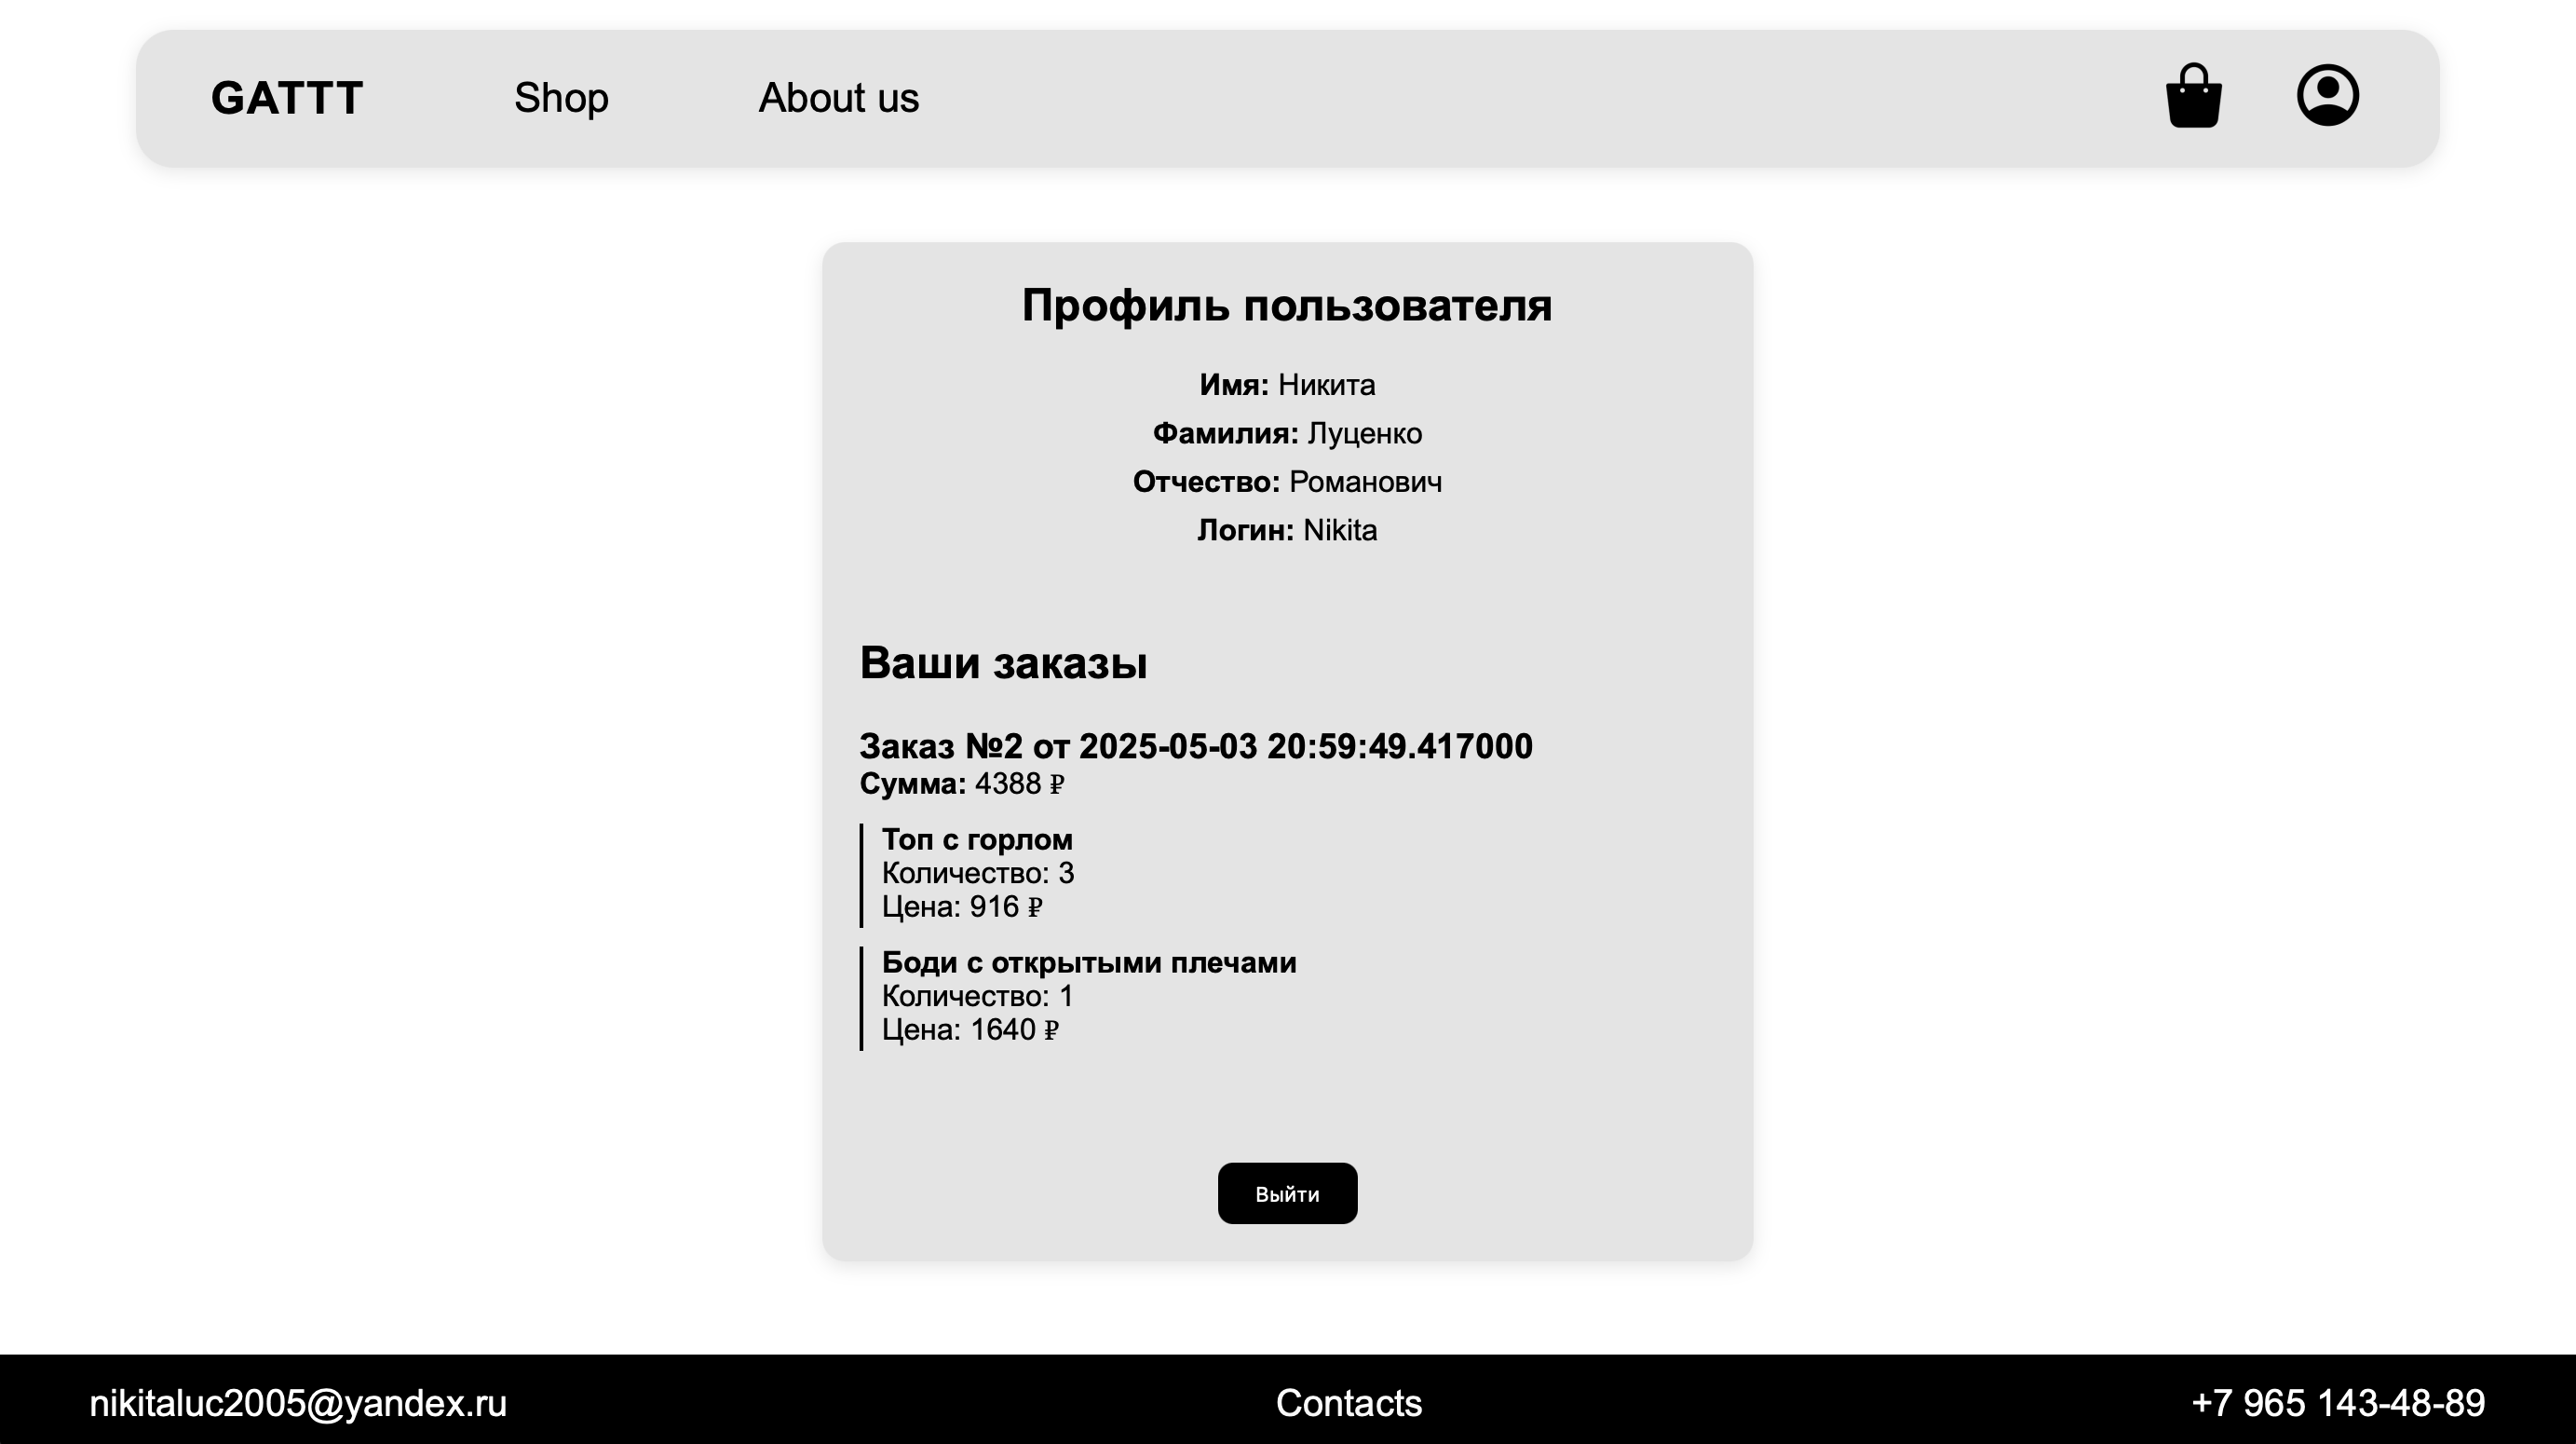 GATTT Shop About us
Профиль пользователя
Имя: Никита
Фамилия: Луценко
Отчество: Романович
Логин: Nikita
Ваши заказы
Заказ №2 от 2025-05-03 20:59:49.417000
Сумма: 4388 ₽
Топ с горлом
Количество: 3
Цена: 916 ₽
Боди с открытыми плечами
Количество: 1
Цена: 1640 ₽
Выйти
nikitaluc2005@yandex.ru Contacts +7 965 143-48-89